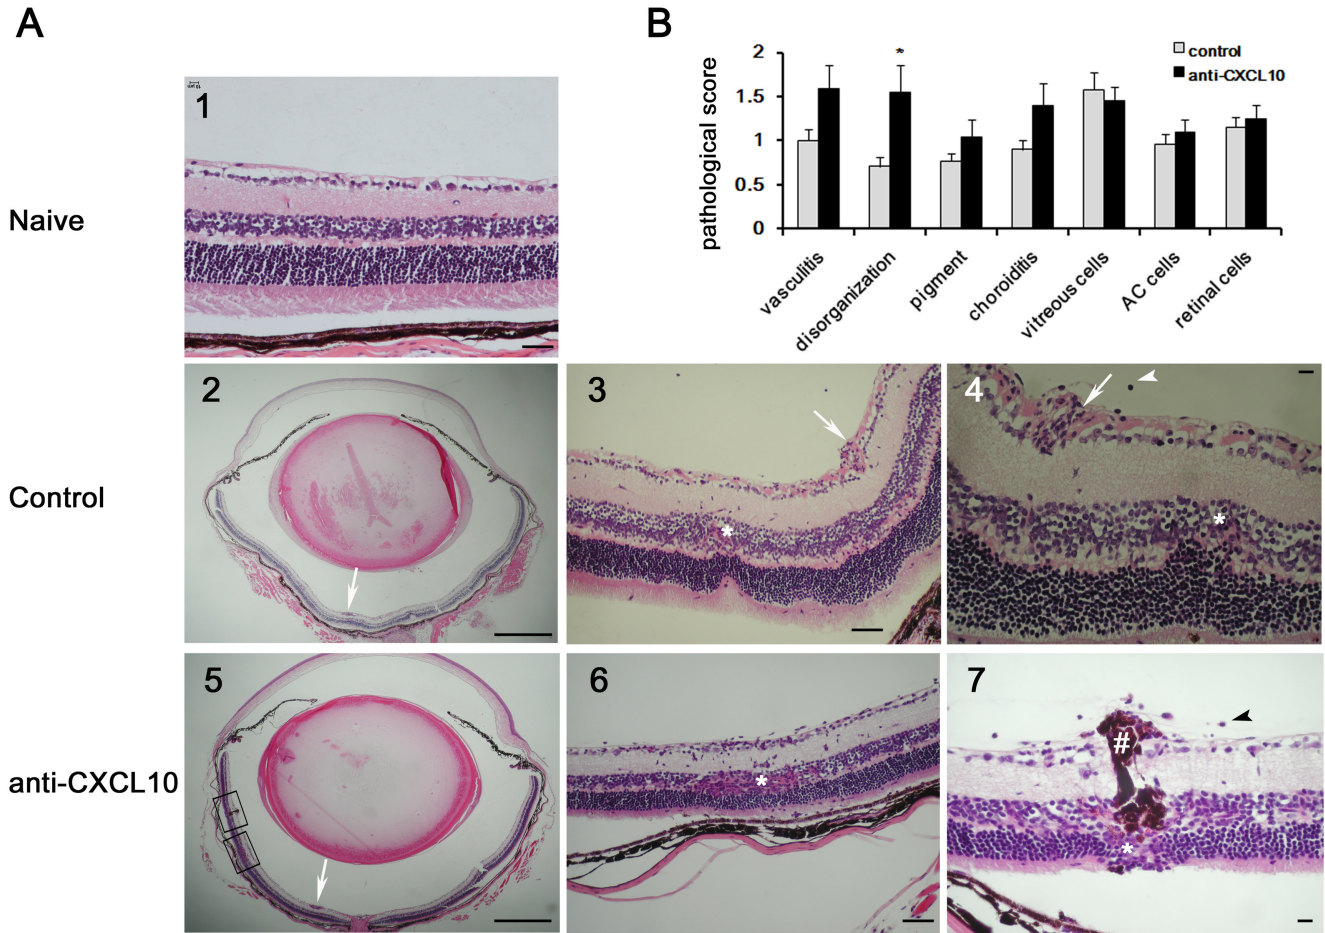 A
B
1
Naive
pathological score
2
1.5
1
0.5
0
*
control
anti-CXCL10
vasculitis
disorganization
pigment
choroiditis
vitreous cells
AC cells
retinal cells
Control
2
3
*
4
*
anti-CXCL10
5
6
*
7
#
*